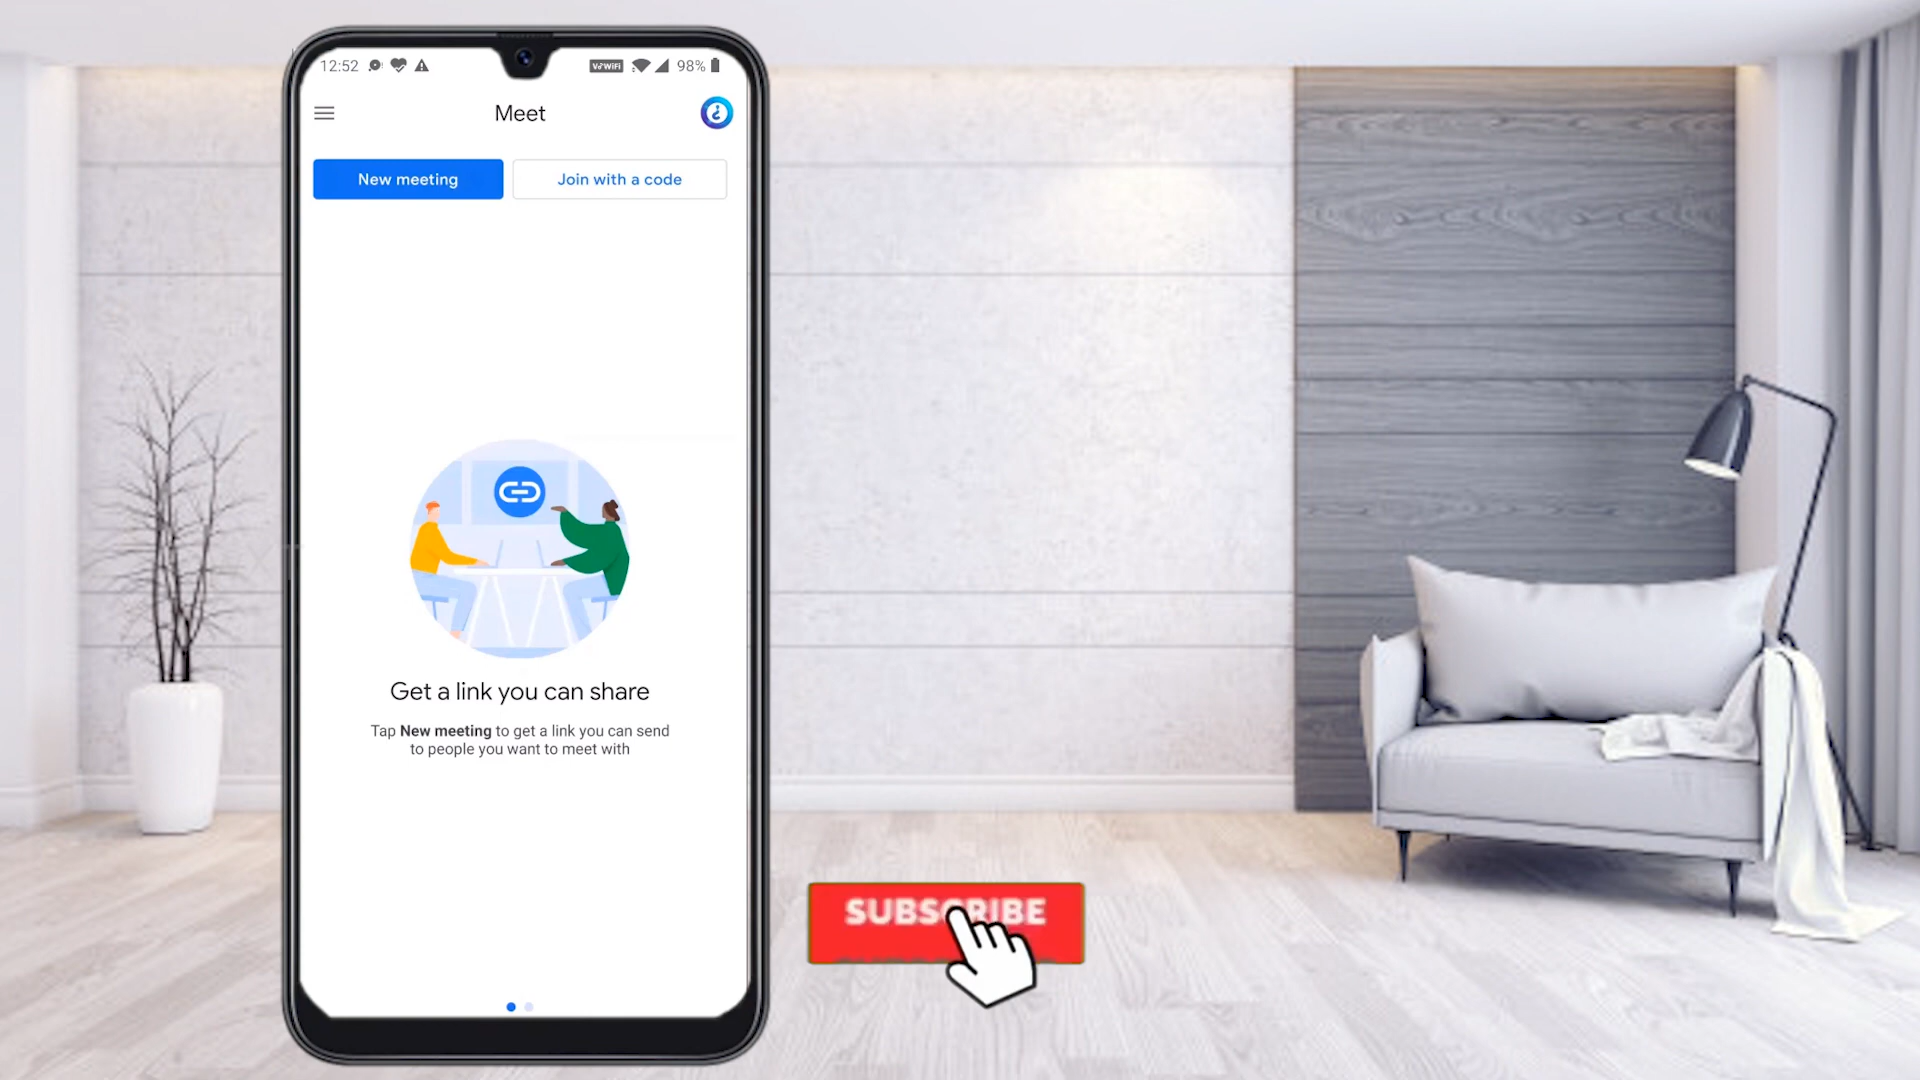 12:52
VoWiFi
98%
Meet
New meeting
Join with a code
Get a link you can share
Tap New meeting to get a link you can send
to people you want to meet with
SUBSCRIBE